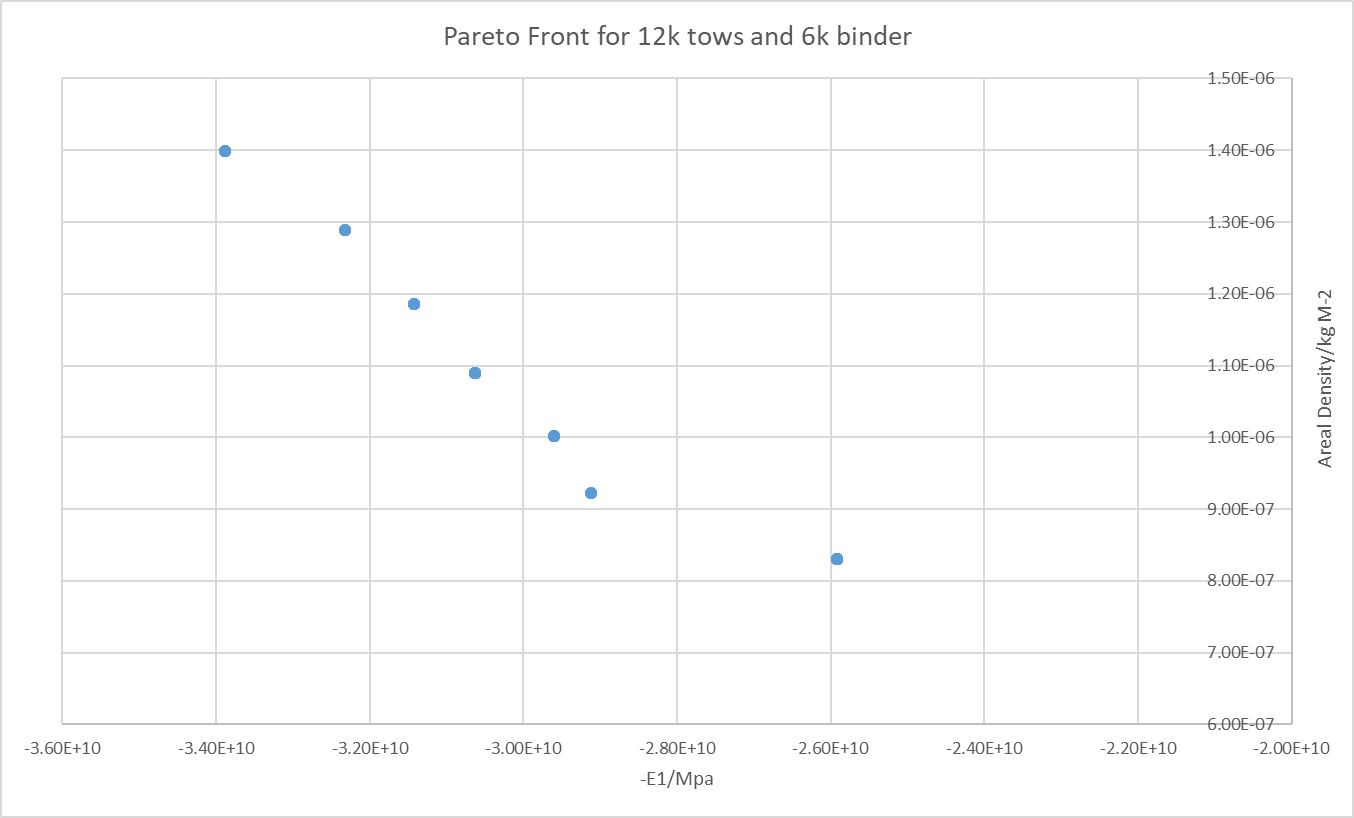 Pareto Front for 12k tows and 6k binder
1.50E-06
1.40E-06
1.30E-06
1.20E-06
1.10E-06
1.00E-06
9.00E-07
8.00E-07
7.00E-07
6.00E-07
Areal Density/kg M-2
-3.60E+10 -3.40E+10 -3.20E+10 -3.00E+10 -2.80E+10 -2.60E+10 -2.40E+10 -2.20E+10 -2.00E+10
-E1/Mpa